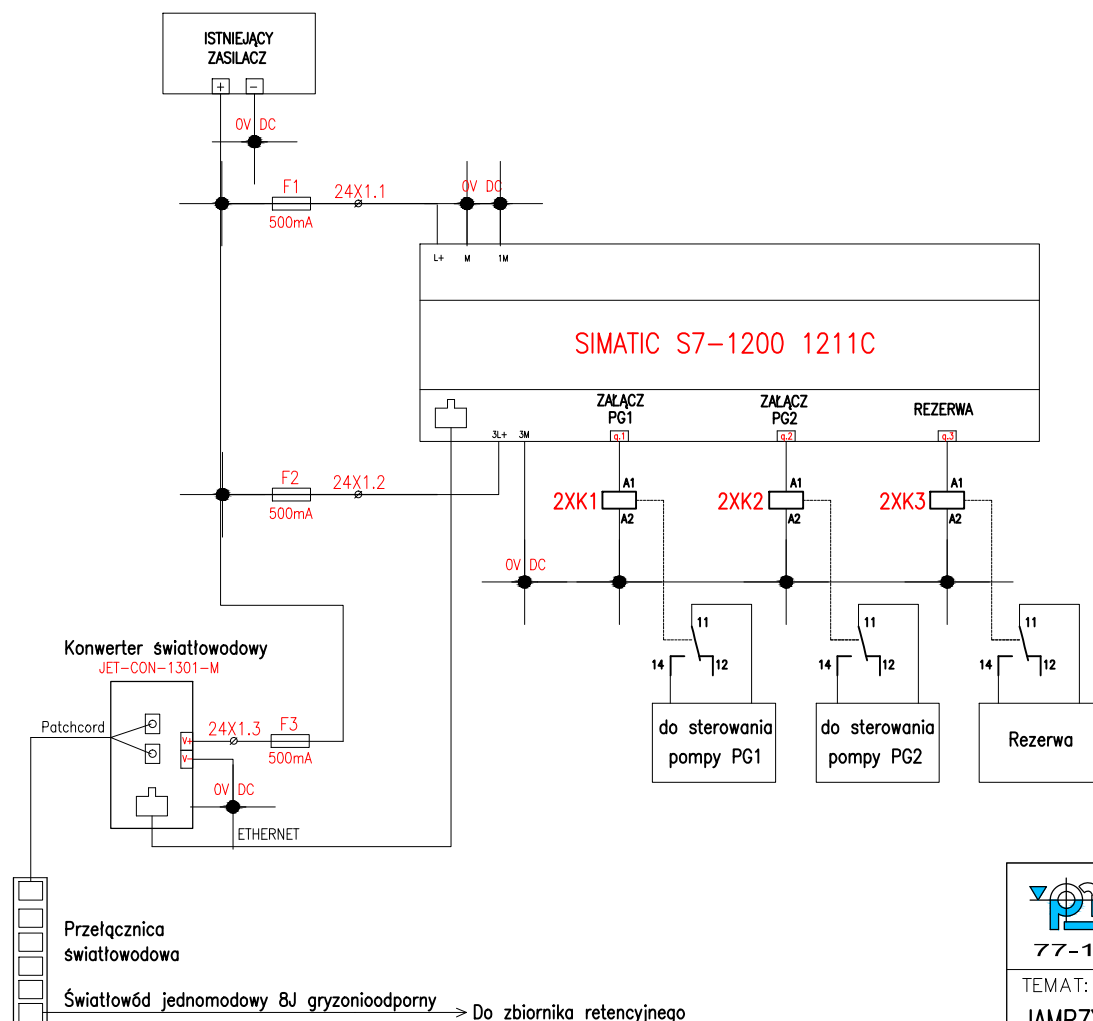 ISTNIEJĄCY
ZASILACZ
+ −
0V DC
F1
24X1.1
0V DC
500mA
L+ M 1M
SIMATIC S7-1200 1211C
ZAŁĄCZ
PG1
ZAŁĄCZ
PG2
REZERWA
3L+ 3M
q.1
q.2
q.3
F2
24X1.2
500mA
2XK1
A1
A2
2XK2
A1
A2
2XK3
A1
A2
0V DC
11
14
12
11
14
12
11
14
12
do sterowania
pompy PG1
do sterowania
pompy PG2
Rezerwa
Konwerter światłowodowy
JET-CON-1301-M
Patchcord
V+
V-
24X1.3
F3
500mA
0V DC
ETHERNET
Przełącznica
światłowodowa
Światłowód jednomodowy 8J gryzonioodporny
Do zbiornika retencyjnego
77-1
TEMAT: